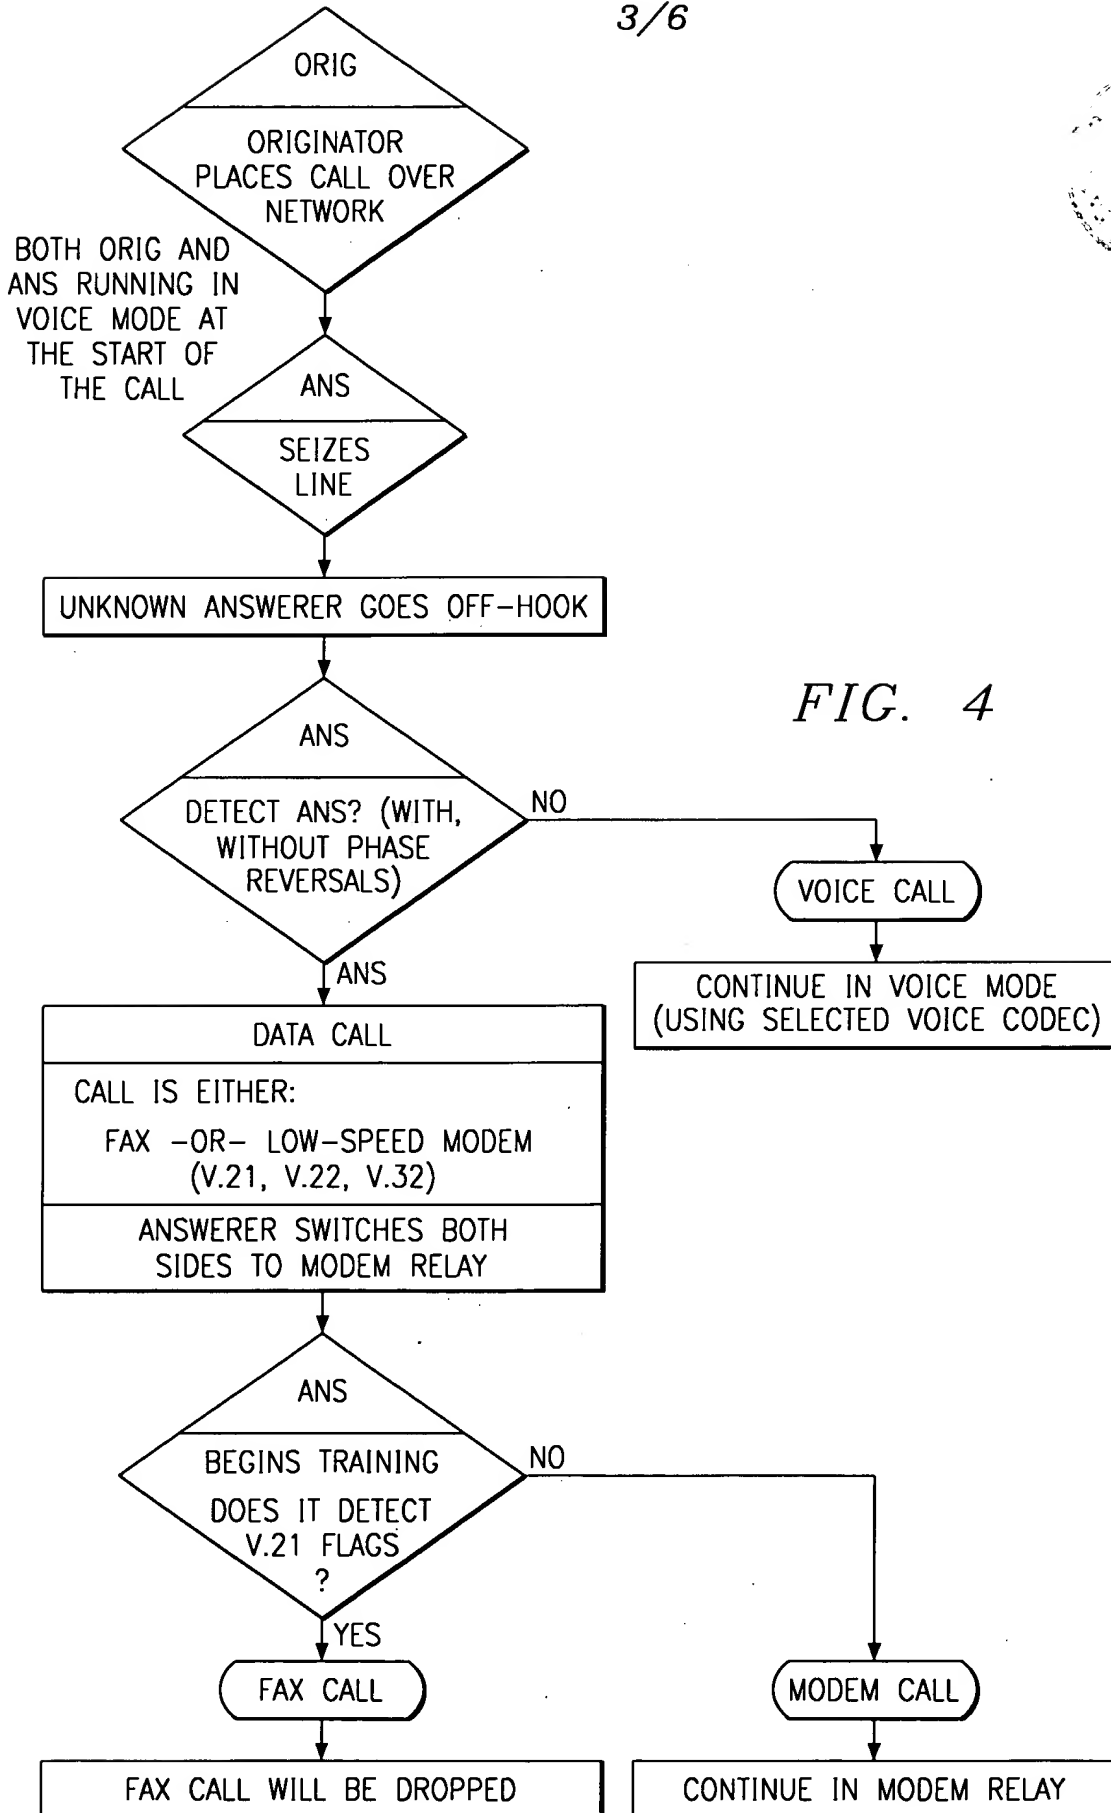 3/6
ORIG
ORIGINATOR
PLACES CALL OVER
NETWORK
BOTH ORIG AND
ANS RUNNING IN
VOICE MODE AT
THE START OF
THE CALL
ANS
SEIZES
LINE
UNKNOWN ANSWERER GOES OFF-HOOK
FIG. 4
ANS
DETECT ANS? (WITH,
WITHOUT PHASE
REVERSALS)
NO
VOICE CALL
ANS
CONTINUE IN VOICE MODE
(USING SELECTED VOICE CODEC)
DATA CALL
CALL IS EITHER:
FAX -OR- LOW-SPEED MODEM
(V.21, V.22, V.32)
ANSWERER SWITCHES BOTH
SIDES TO MODEM RELAY
ANS
BEGINS TRAINING
DOES IT DETECT
V.21 FLAGS
?
NO
YES
FAX CALL
MODEM CALL
FAX CALL WILL BE DROPPED
CONTINUE IN MODEM RELAY